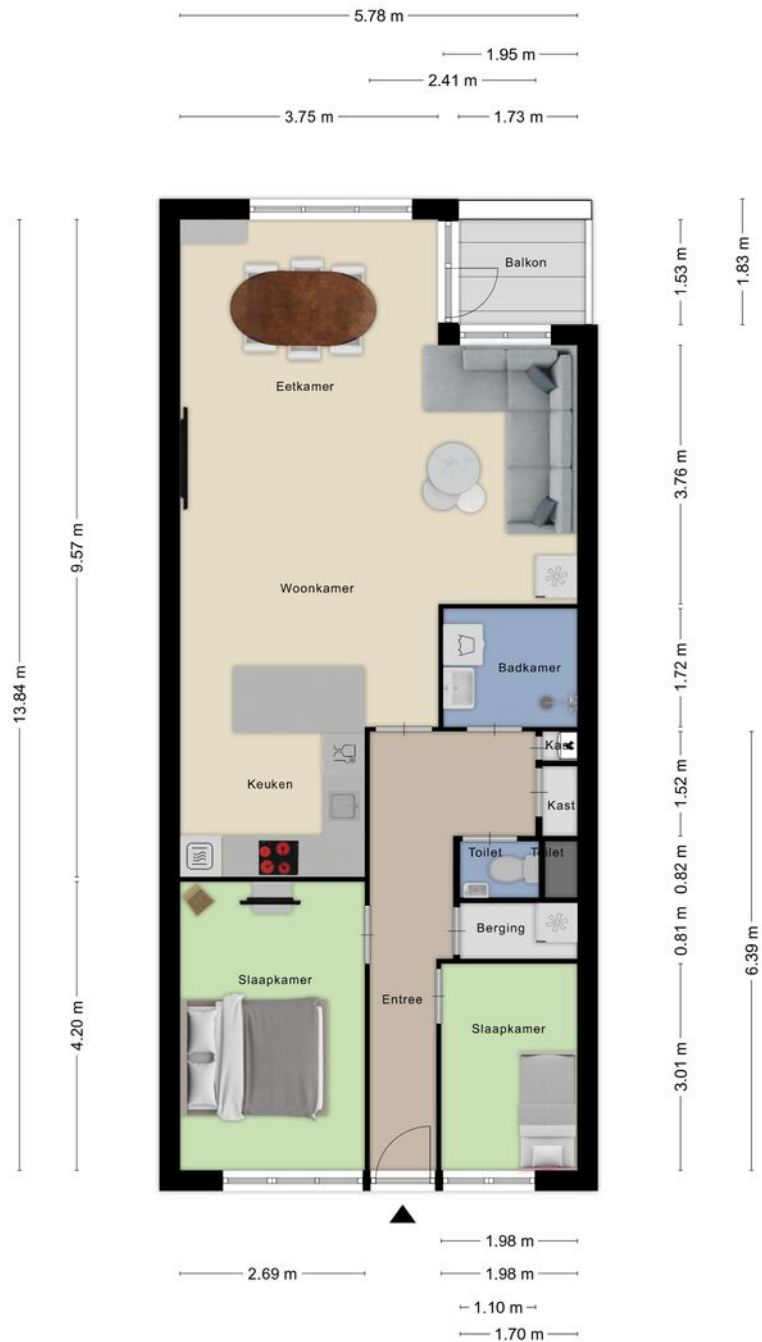 5.78 m
1.95 m
2.41 m
3.75 m
1.73 m
Balkon
1.53 m
1.83 m
Eetkamer
3.76 m
9.57 m
Woonkamer
13.84 m
Badkamer
1.72 m
Kast
Keuken
Kast
1.52 m
Toilet
Toilet
0.82 m
Berging
0.81 m
6.39 m
Slaapkamer
Entree
Slaapkamer
4.20 m
3.01 m
1.98 m
2.69 m
1.98 m
1.10 m
1.70 m